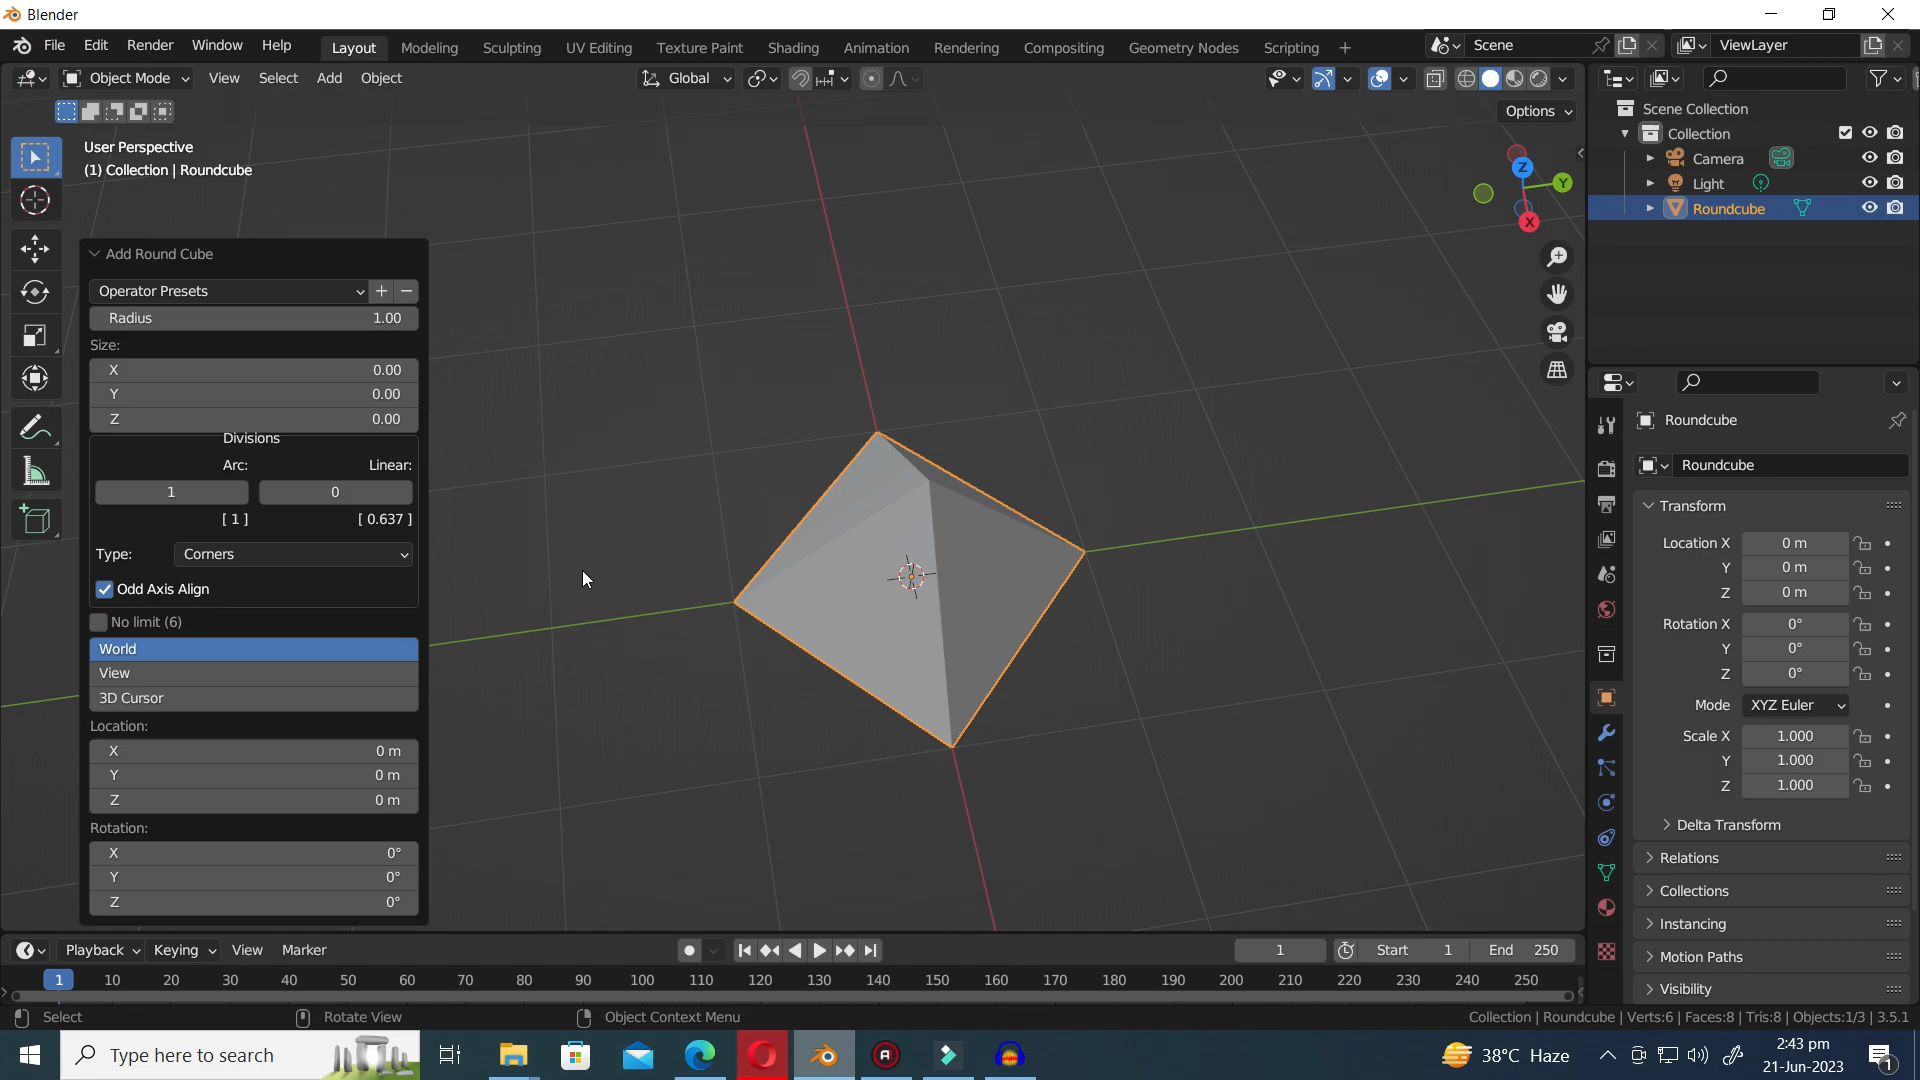 Blender
File Edit Render Window Help Layout Modeling Sculpting UV Editing Texture Paint Shading Animation Rendering Compositing Geometry Nodes Scripting + Scene ViewLayer
Object Mode View Select Add Object Global
Options
User Perspective
(1) Collection | Roundcube
Z
Y
X
Add Round Cube
Operator Presets
Radius 1.00
Size:
X 0.00
Y 0.00
Z 0.00
Divisions
Arc: Linear:
1 0
[ 1 ] [ 0.637 ]
Type: Corners
Odd Axis Align
No limit (6)
World
View
3D Cursor
Location:
X 0 m
Y 0 m
Z 0 m
Rotation:
X 0°
Y 0°
Z 0°
Scene Collection
Collection
Camera
Light
Roundcube
Roundcube
Roundcube
Transform
Location X 0 m
Y 0 m
Z 0 m
Rotation X 0°
Y 0°
Z 0°
Mode XYZ Euler
Scale X 1.000
Y 1.000
Z 1.000
Delta Transform
Relations
Collections
Instancing
Motion Paths
Visibility
Playback Keying View Marker 1 Start 1 End 250
1 10 20 30 40 50 60 70 80 90 100 110 120 130 140 150 160 170 180 190 200 210 220 230 240 250
Select Rotate View Object Context Menu Collection | Roundcube | Verts:6 | Faces:8 | Tris:8 | Objects:1/3 | 3.5.1
Type here to search 38°C Haze 2:43 pm
21-Jun-2023
1